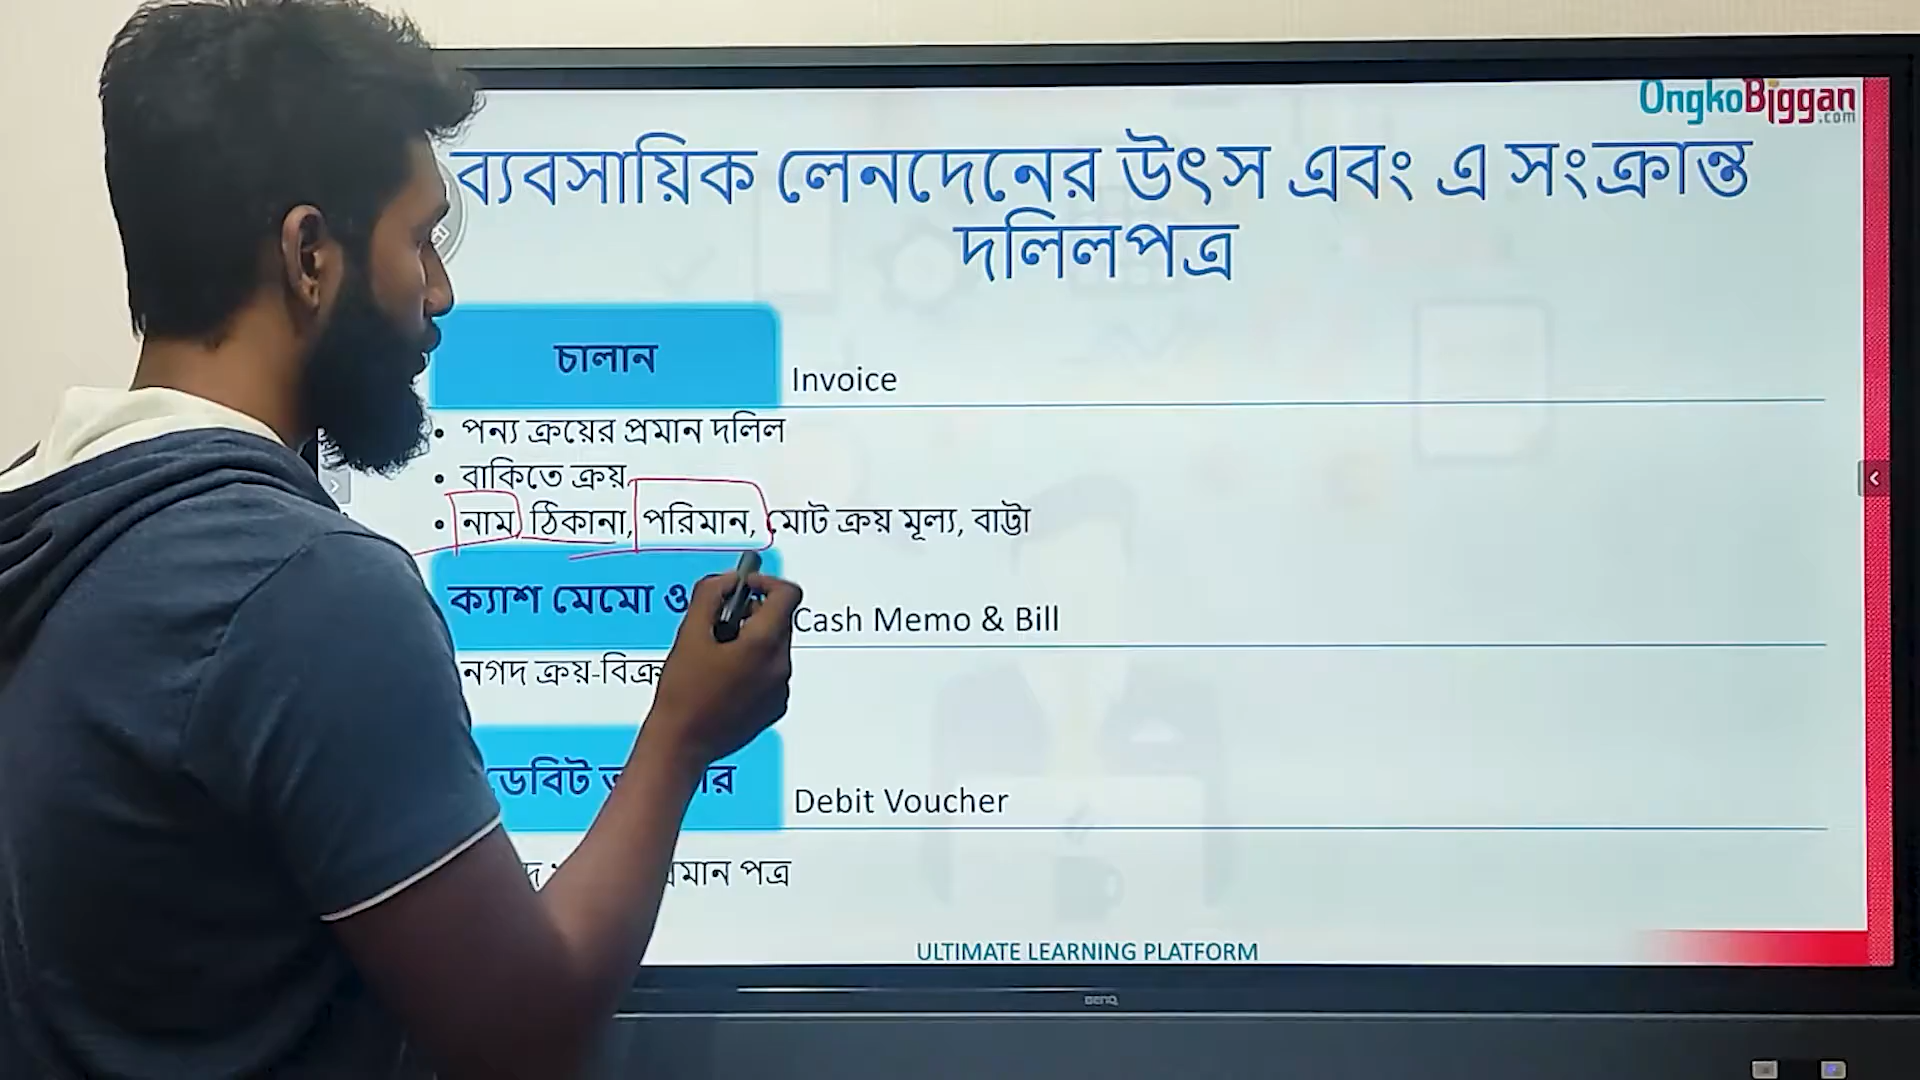 OngkoBiggan
.com
ব্যবসায়িক লেনদেনের উৎস এবং এ সংক্রান্ত
দলিলপত্র
চালান
Invoice
• পন্য ক্রয়ের প্রমান দলিল
• বাকিতে ক্রয়
• নাম, ঠিকানা, পরিমান, মোট ক্রয় মূল্য, বাট্টা
ক্যাশ মেমো ও
Cash Memo & Bill
নগদ
Debit Voucher
ডেবিট
পত্র
ULTIMATE LEARNING PLATFORM
BenQ